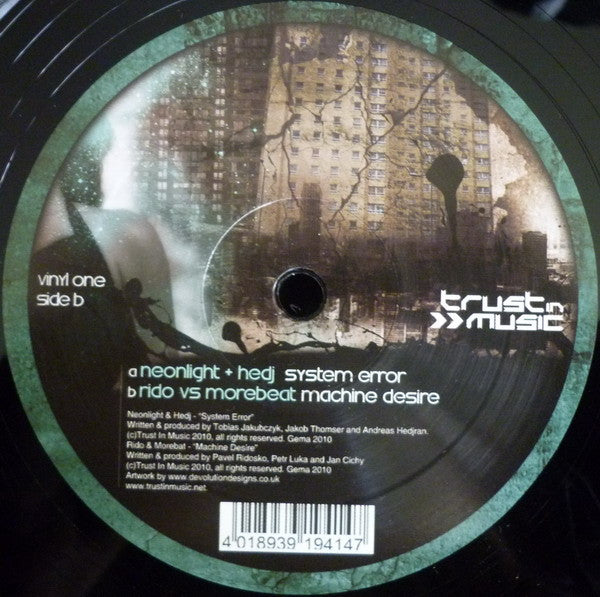 vinyl one
side b
trust in
>> music
a neonlight + hedj system error
b rido vs morebeat machine desire
Neonlight & Hedj - "System Error"
Written & produced by Tobias Jakubczyk, Jakob Thomser and Andreas Hedjran.
(c)Trust In Music 2010, all rights reserved. Gema 2010
Rido & Morebat - "Machine Desire"
Written & produced by Pavel Ridosko, Petr Luka and Jan Cichy
(c)Trust In Music 2010, all rights reserved. Gema 2010
Artwork by www.devolutiondesigns.co.uk
www.trustinmusic.net
4 018939 194147